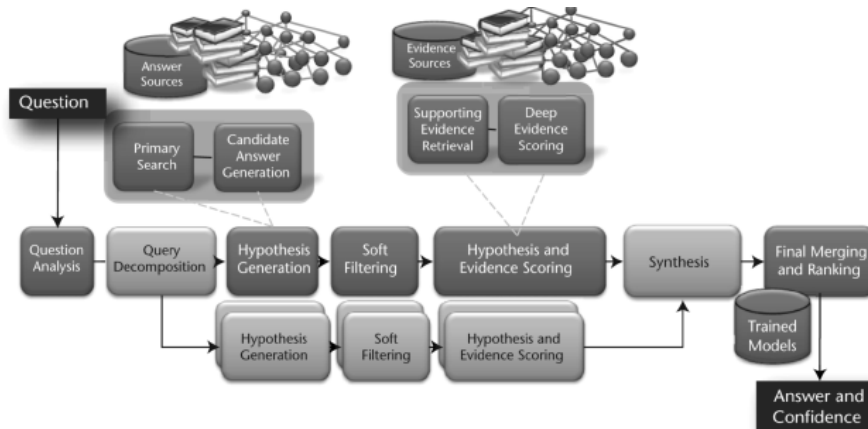 Answer
Sources
Evidence
Sources
Question
Primary
Search
Candidate
Answer
Generation
Supporting
Evidence
Retrieval
Deep
Evidence
Scoring
Question
Analysis
Query
Decomposition
Hypothesis
Generation
Soft
Filtering
Hypothesis and
Evidence Scoring
Synthesis
Final Merging
and Ranking
Hypothesis
Generation
Soft
Filtering
Hypothesis and
Evidence Scoring
Trained
Models
Answer and
Confidence